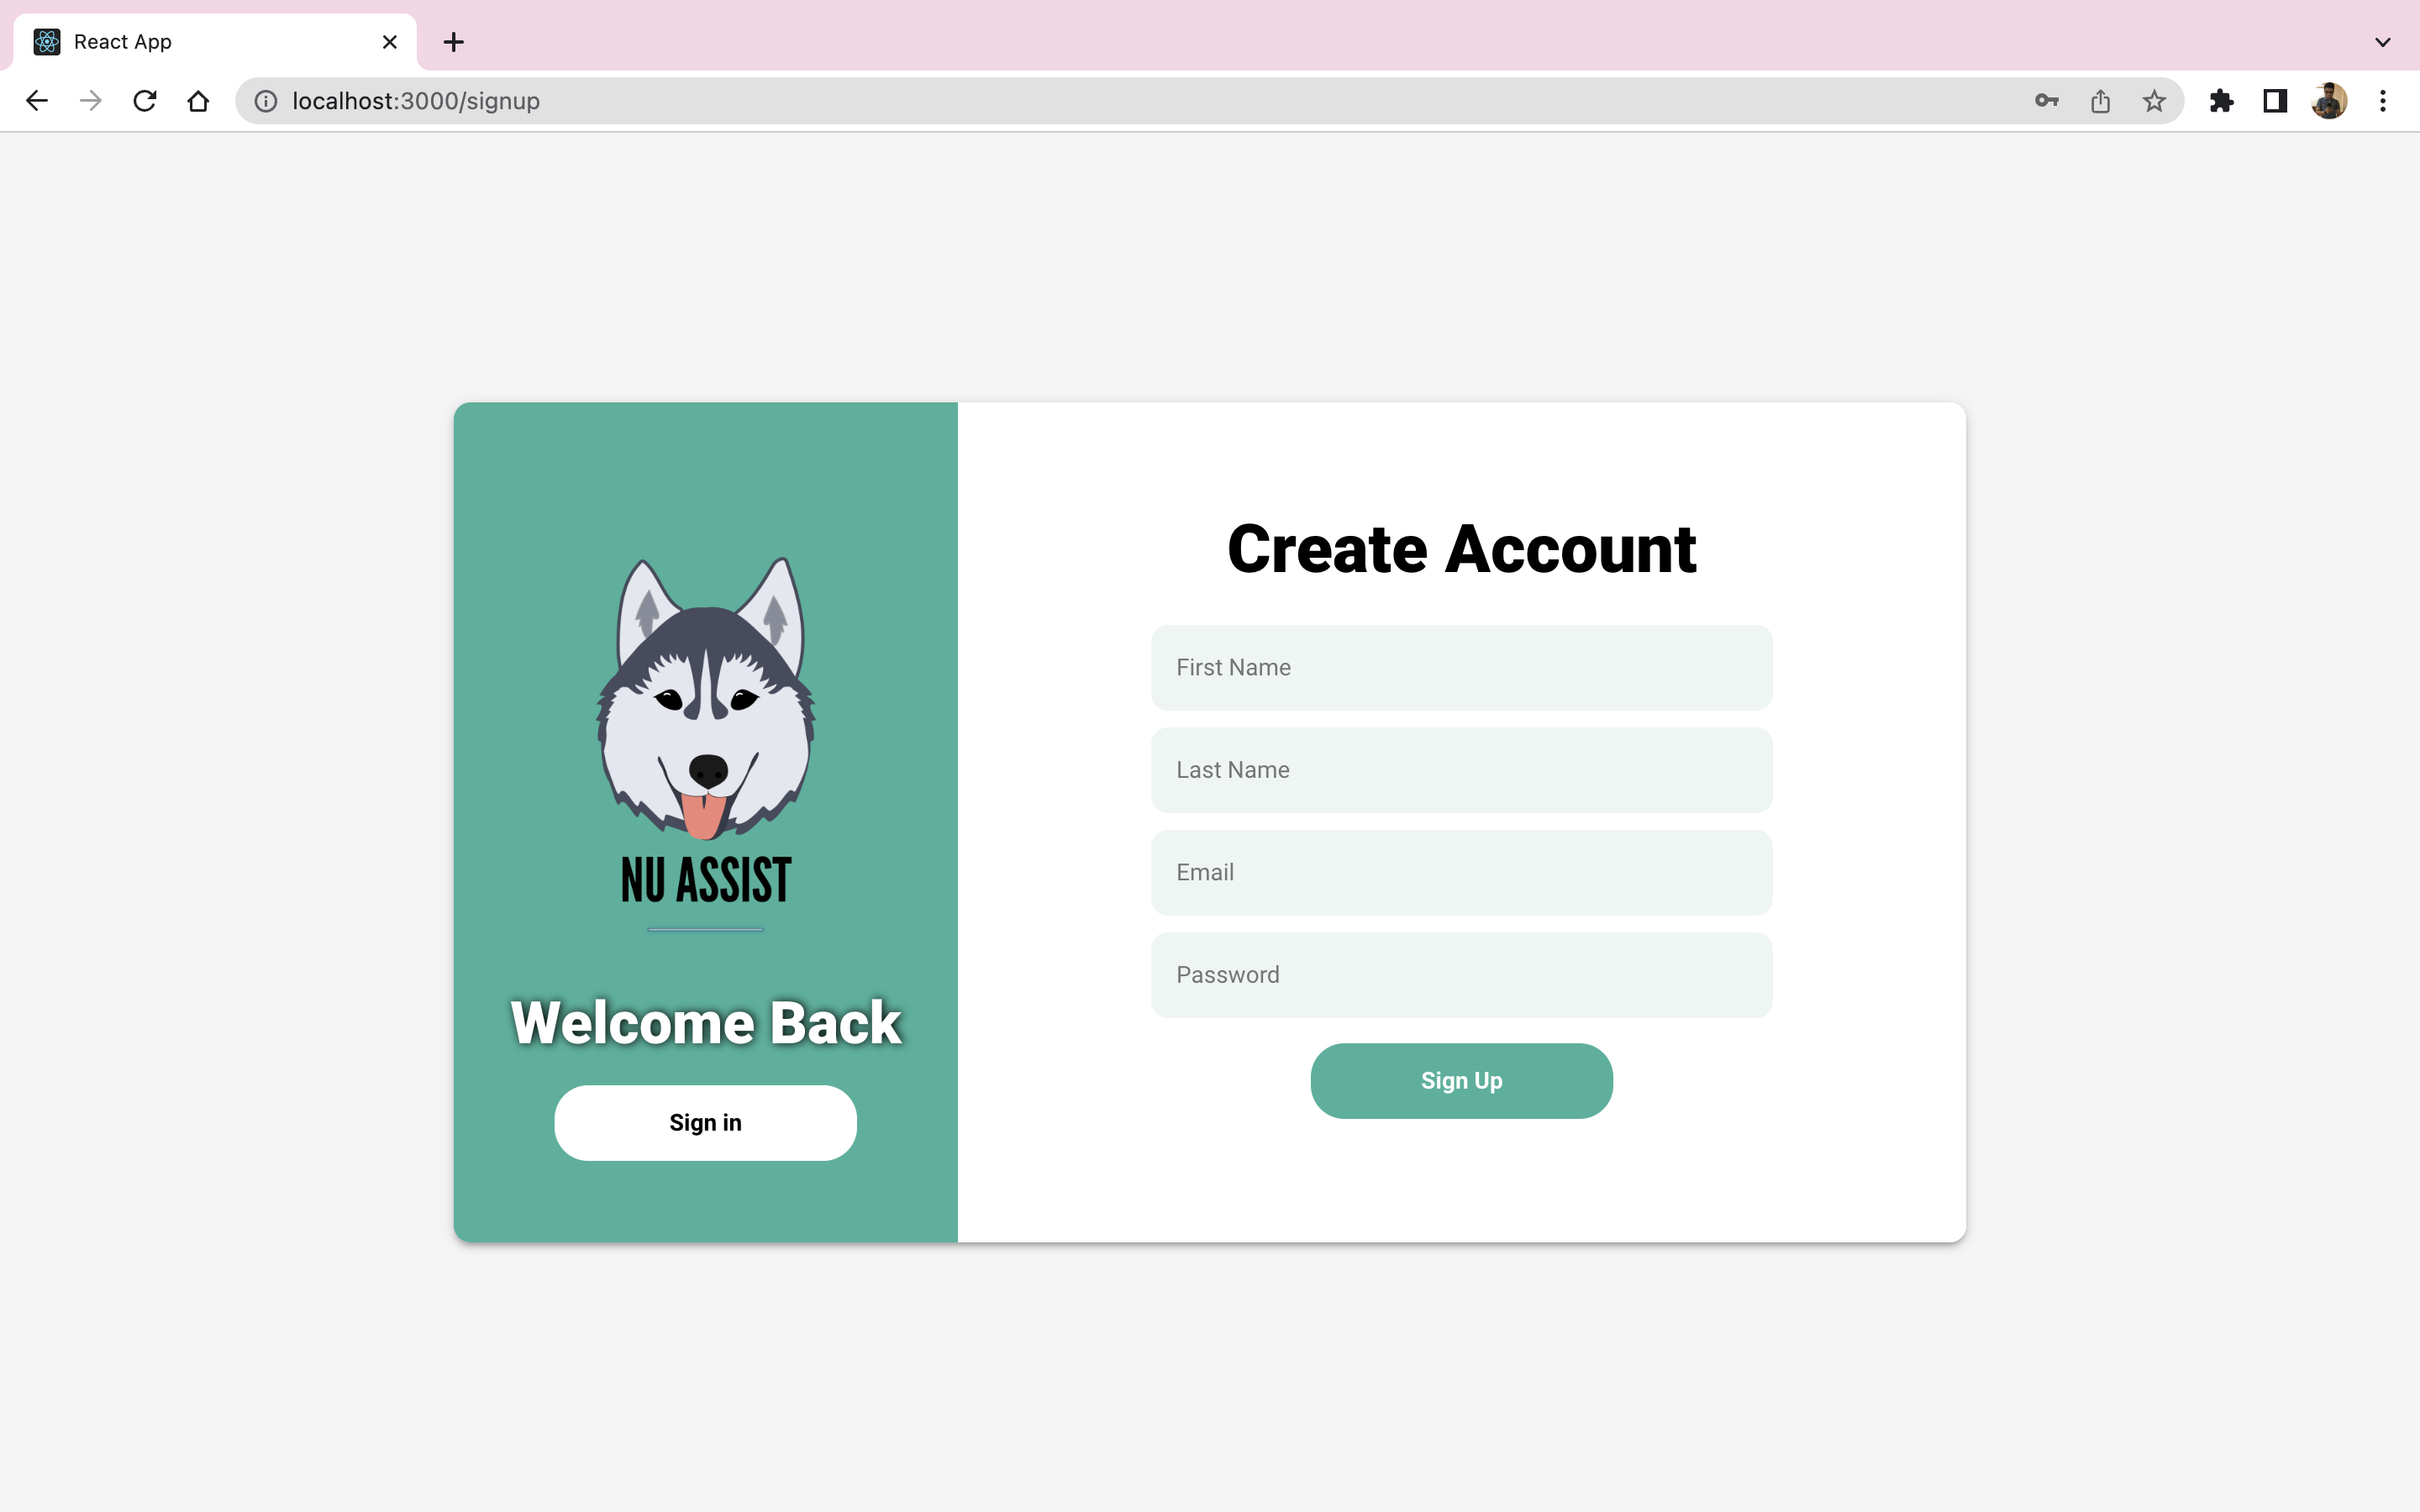 React App
localhost:3000/signup
NU ASSIST
Welcome Back
Sign in
Create Account
First Name
Last Name
Email
Password
Sign Up